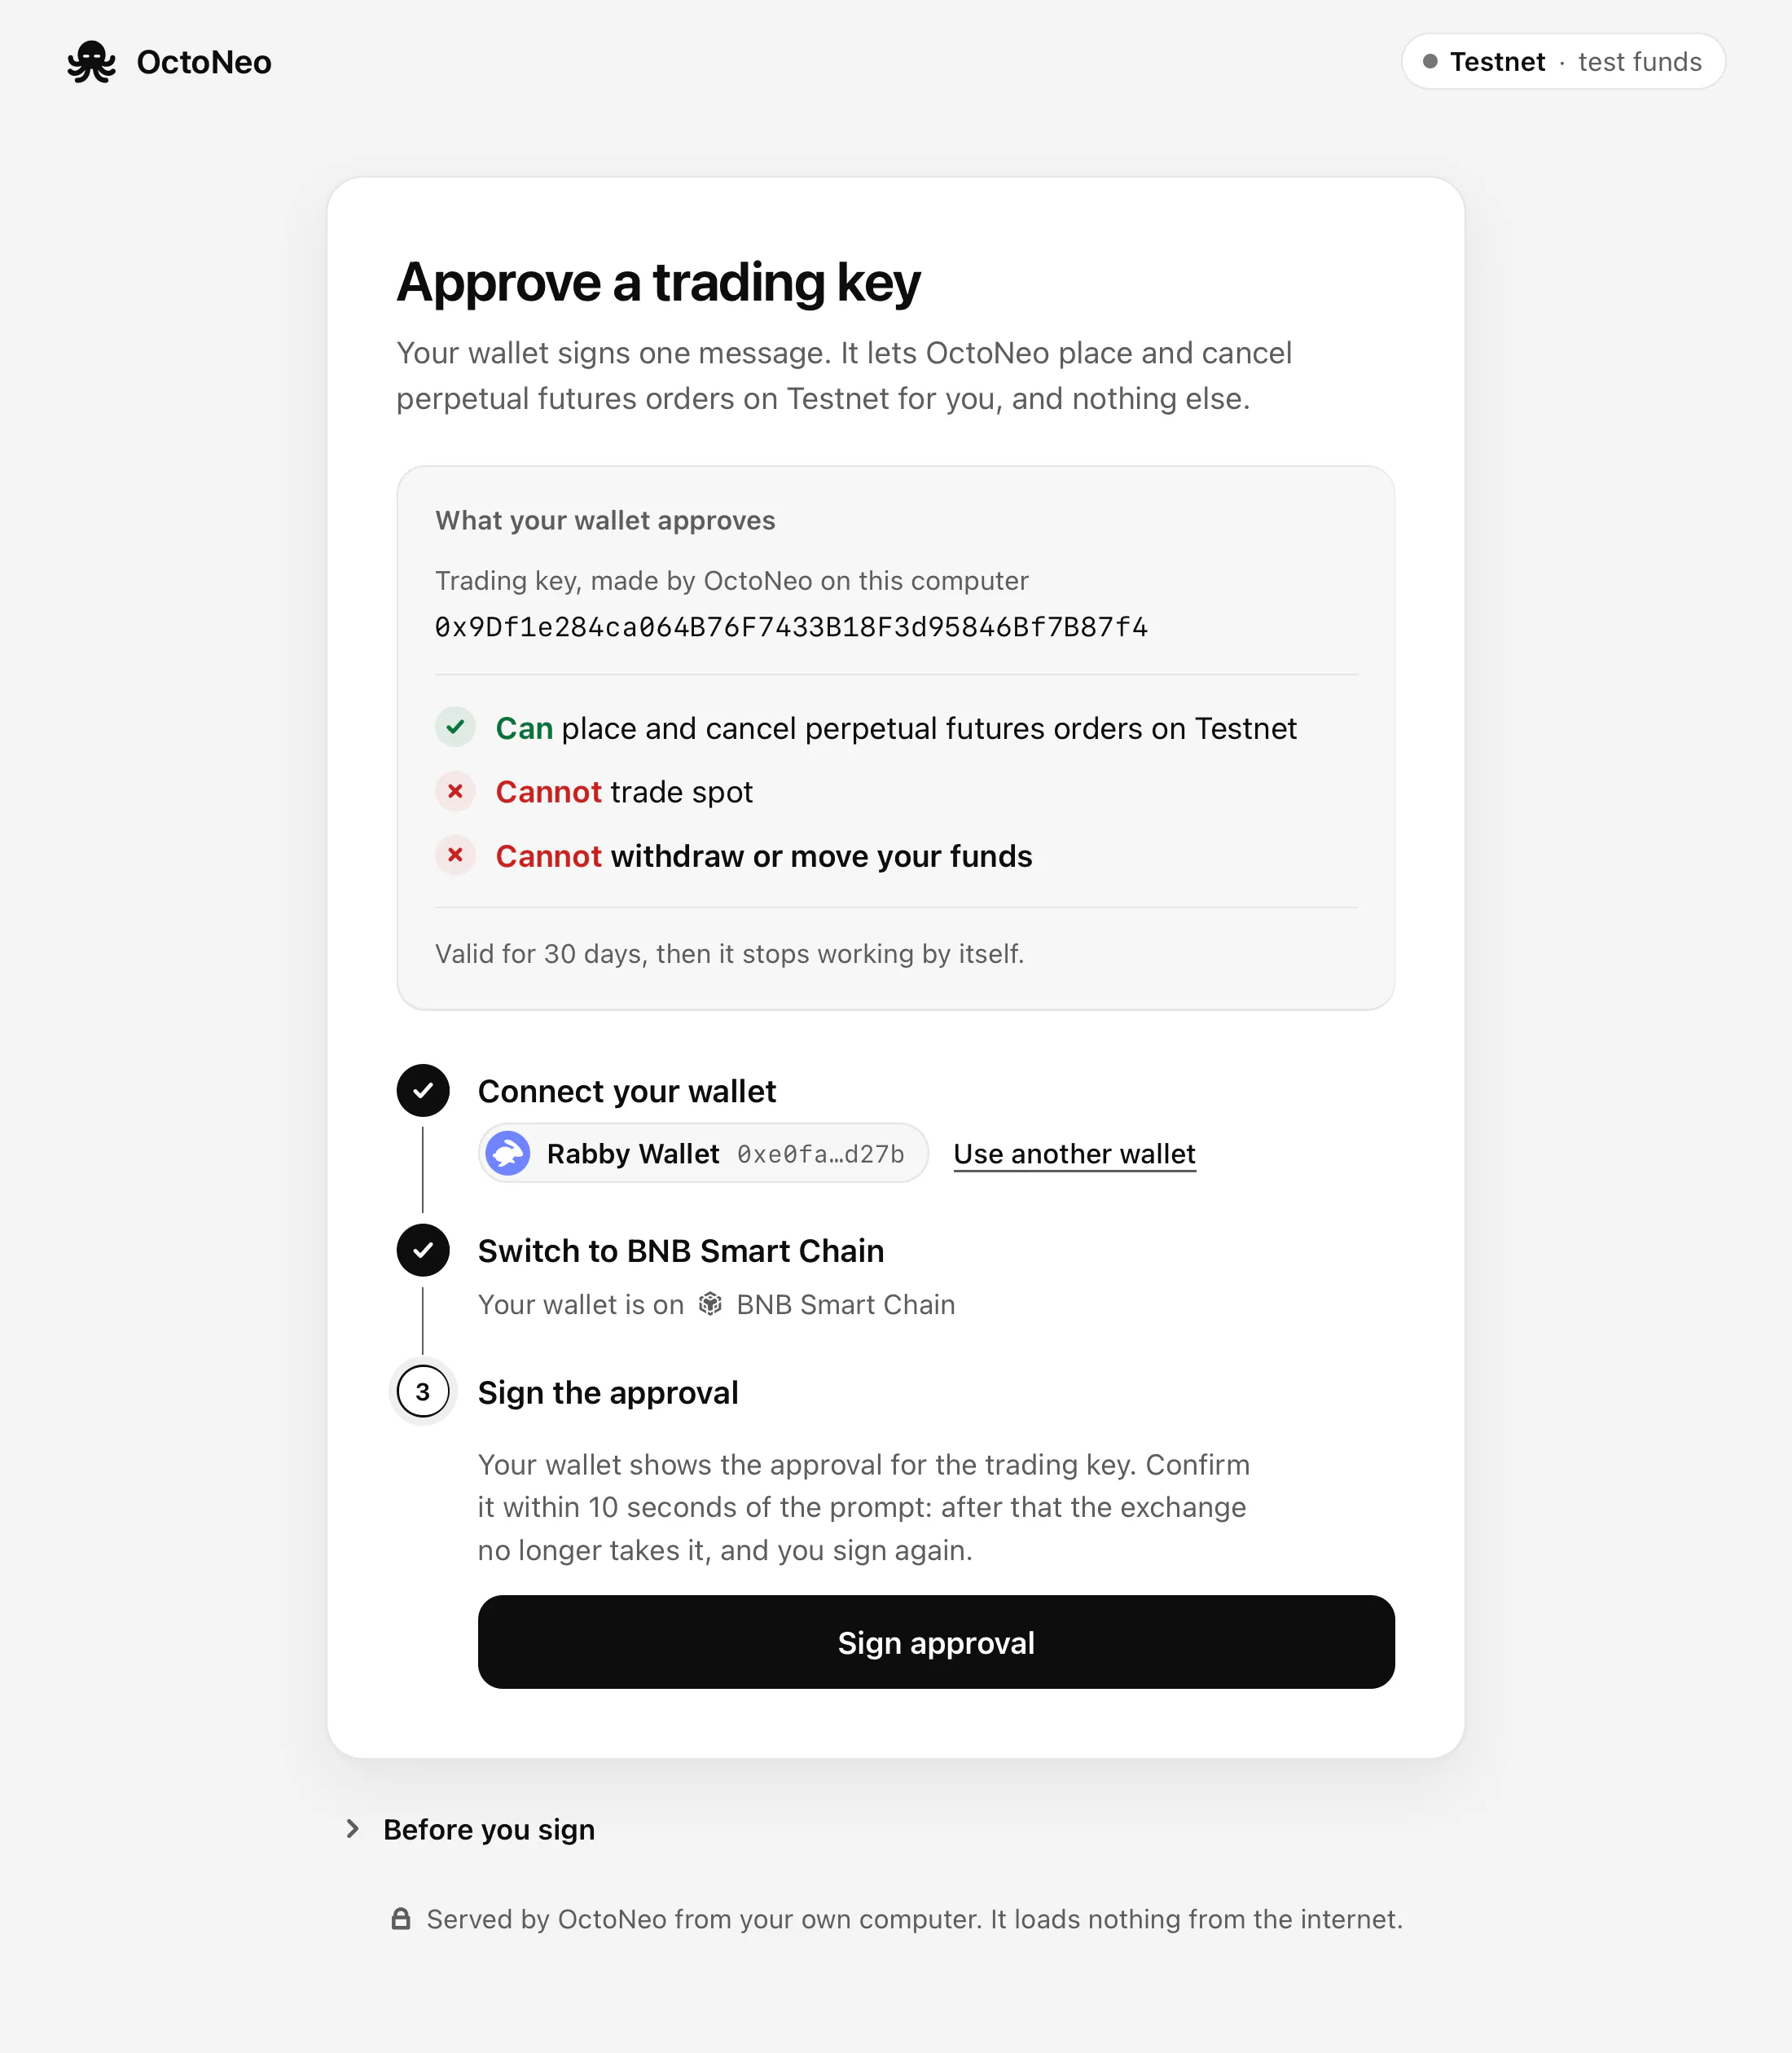 OctoNeo
Testnet · test funds
Approve a trading key
Your wallet signs one message. It lets OctoNeo place and cancel
perpetual futures orders on Testnet for you, and nothing else.
What your wallet approves
Trading key, made by OctoNeo on this computer
0x9Df1e284ca064B76F7433B18F3d95846Bf7B87f4
Can place and cancel perpetual futures orders on Testnet
Cannot trade spot
Cannot withdraw or move your funds
Valid for 30 days, then it stops working by itself.
Connect your wallet
Rabby Wallet 0xe0fa…d27b Use another wallet
Switch to BNB Smart Chain
Your wallet is on BNB Smart Chain
3 Sign the approval
Your wallet shows the approval for the trading key. Confirm
it within 10 seconds of the prompt: after that the exchange
no longer takes it, and you sign again.
Sign approval
Before you sign
Served by OctoNeo from your own computer. It loads nothing from the internet.